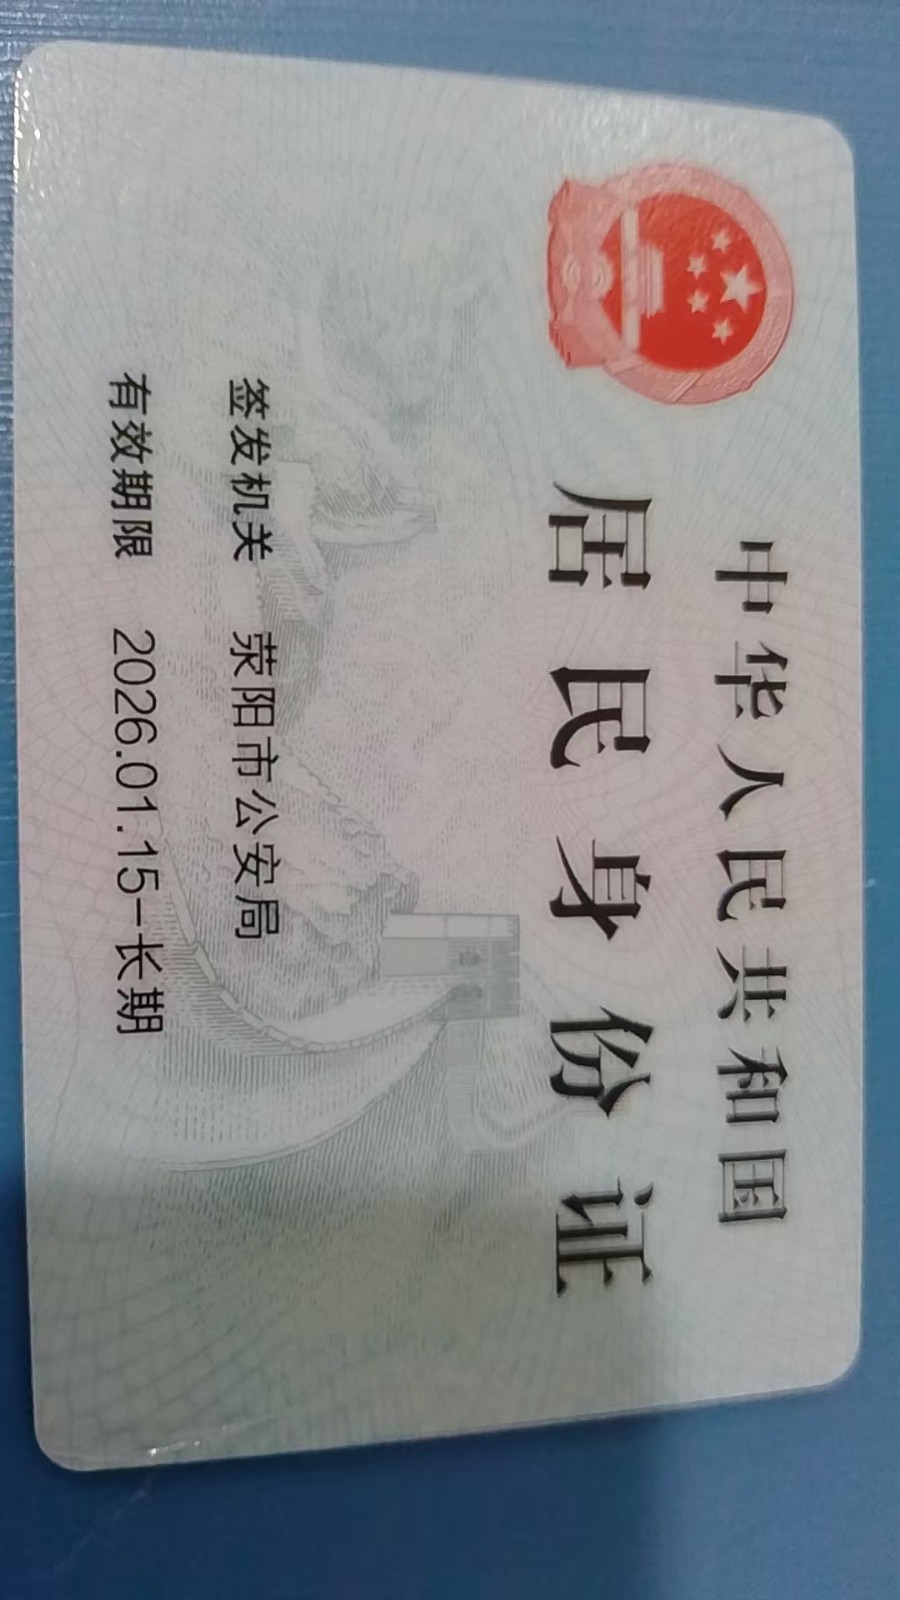 中华人民共和国
居民身份证
签发机关 荥阳市公安局
有效期限 2026.01.15-长期